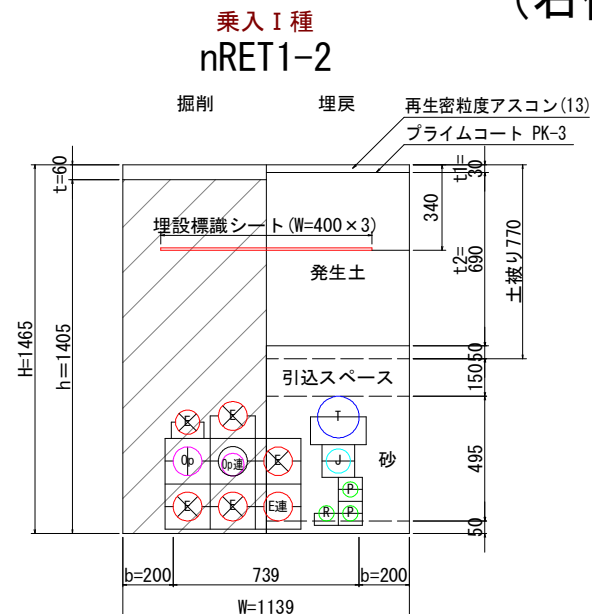 （石
乗入Ⅰ種
nRET1-2
掘削
埋戻
再生密粒度アスコン(13)
プライムコート PK-3
t=60
t1=
30
340
埋設標識シート(W=400×3)
発生土
t2=
690
土被り770
H=1465
h=1405
50
150
引込スペース
E
E
T
Op
Op連
E
J
砂
495
P
E
E
E連
R
P
50
b=200
739
b=200
W=1139